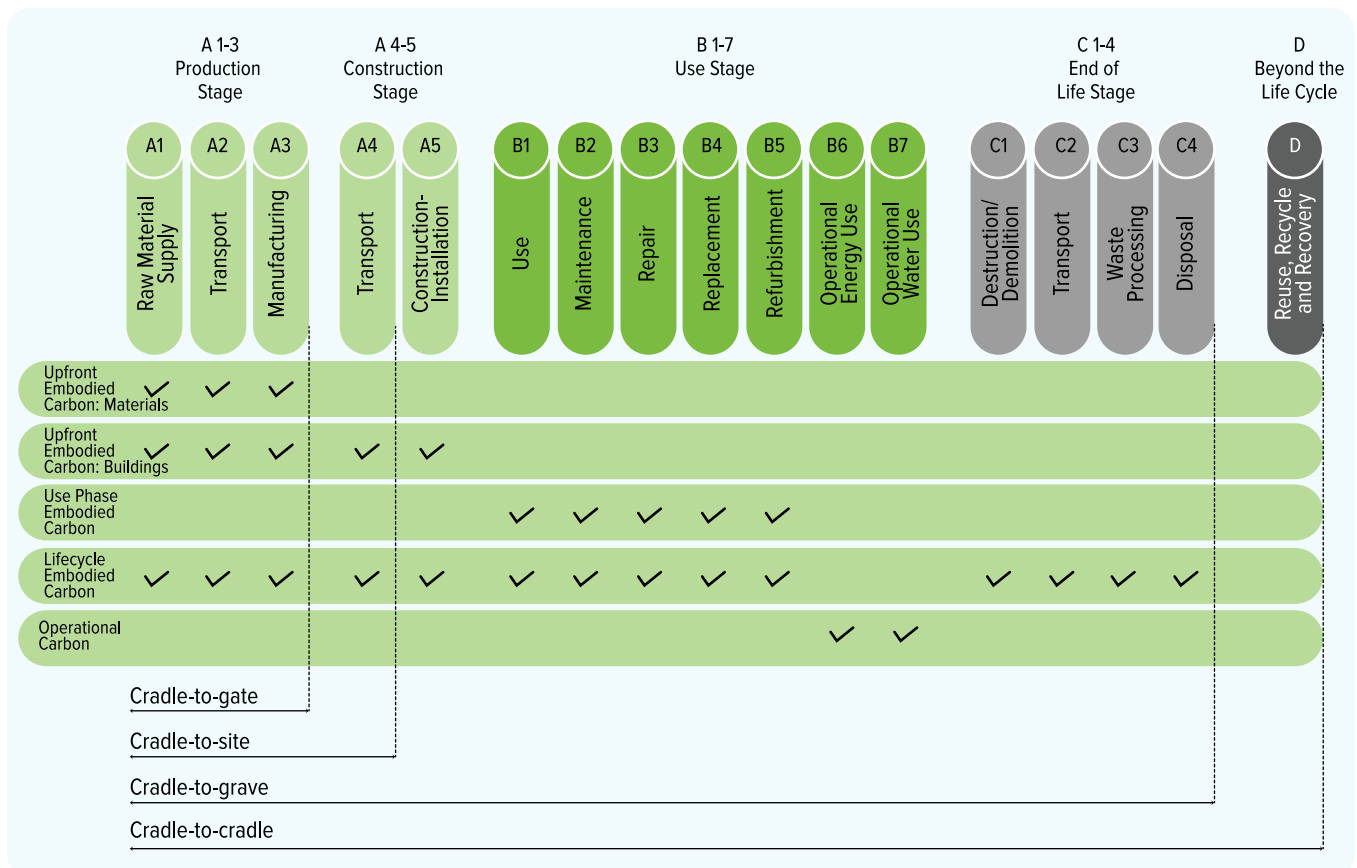 A 1-3
Production
Stage
A 4-5
Construction
Stage
B 1-7
Use Stage
C 1-4
End of
Life Stage
D
Beyond the
Life Cycle
A1
A2
A3
A4
A5
B1
B2
B3
B4
B5
B6
B7
C1
C2
C3
C4
D
Raw Material
Supply
Transport
Manufacturing
Transport
Construction-
Installation
Use
Maintenance
Repair
Replacement
Refurbishment
Operational
Energy Use
Operational
Water Use
Destruction/
Demolition
Transport
Waste
Processing
Disposal
Reuse, Recycle
and Recovery
Upfront
Embodied
Carbon: Materials
Upfront
Embodied
Carbon: Buildings
Use Phase
Embodied
Carbon
Lifecycle
Embodied
Carbon
Operational
Carbon
Cradle-to-gate
Cradle-to-site
Cradle-to-grave
Cradle-to-cradle